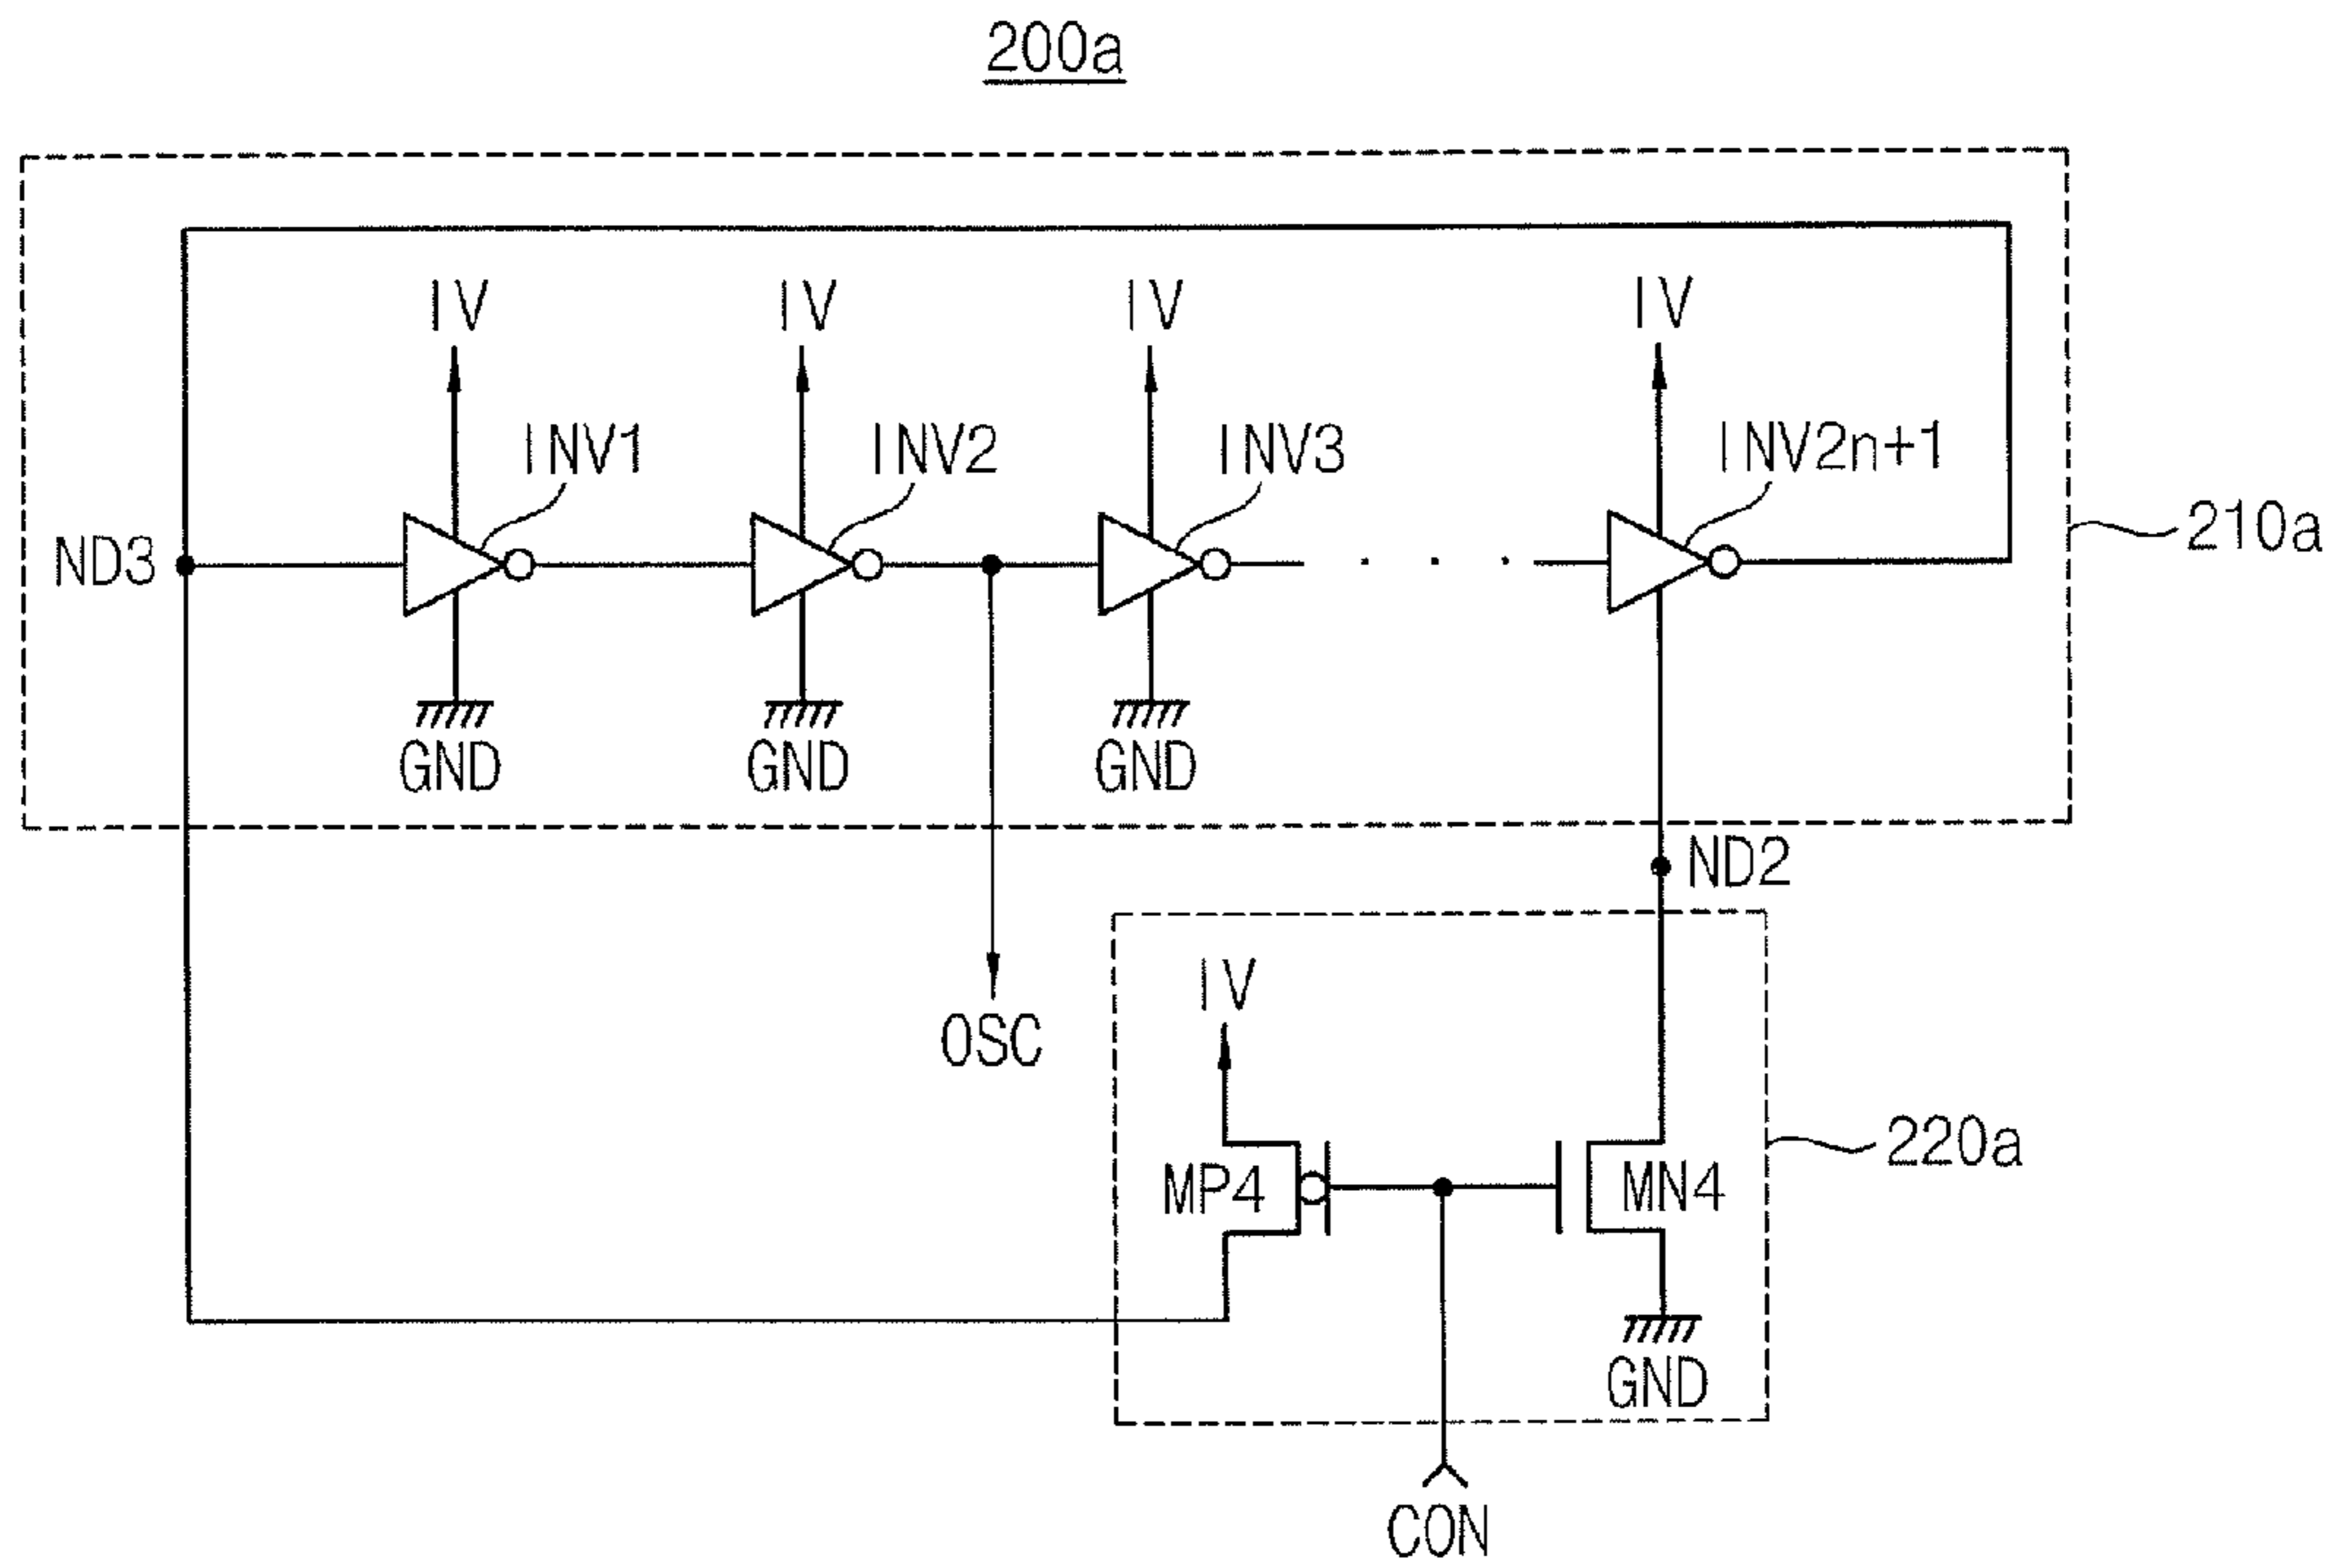 200a
IV IV IV IV
INV1 INV2 INV3 INV2n+1
210a
ND3
GND GND GND
ND2
IV
OSC
220a
MP4 MN4
GND
CON